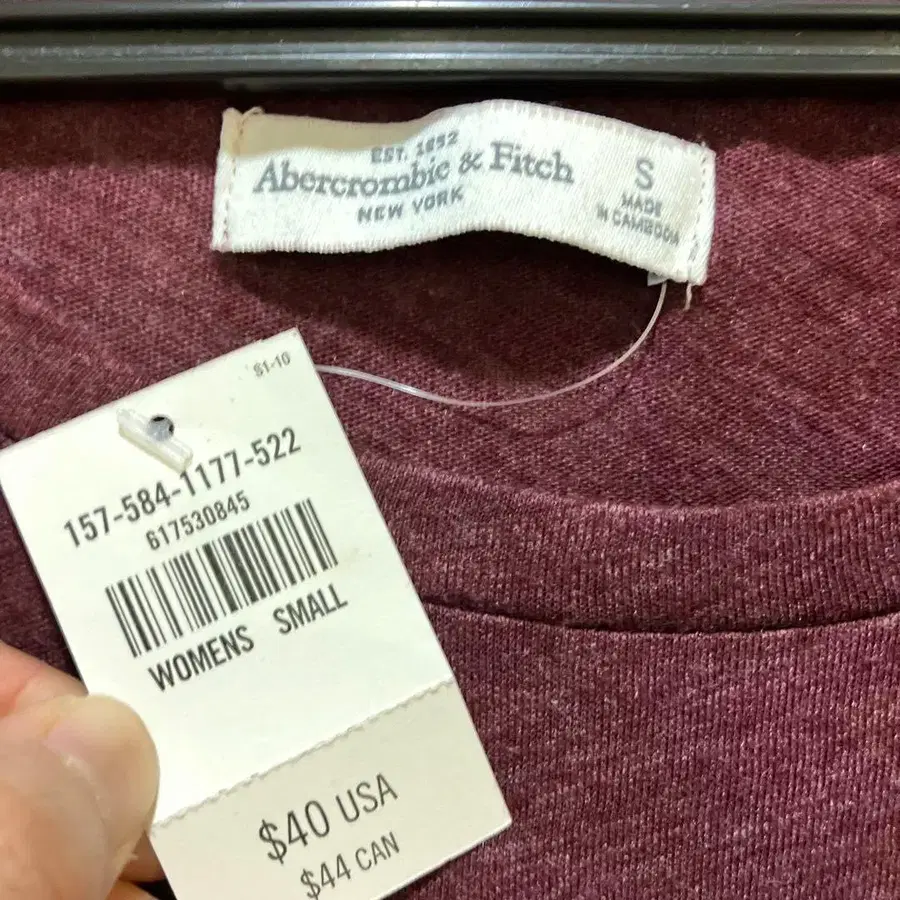 EST. 1892
Abercrombie & Fitch
NEW YORK
S
MADE
IN CAMBODIA
S1-10
157-584-1177-522
617530845
WOMENS SMALL
$40 USA
$44 CAN